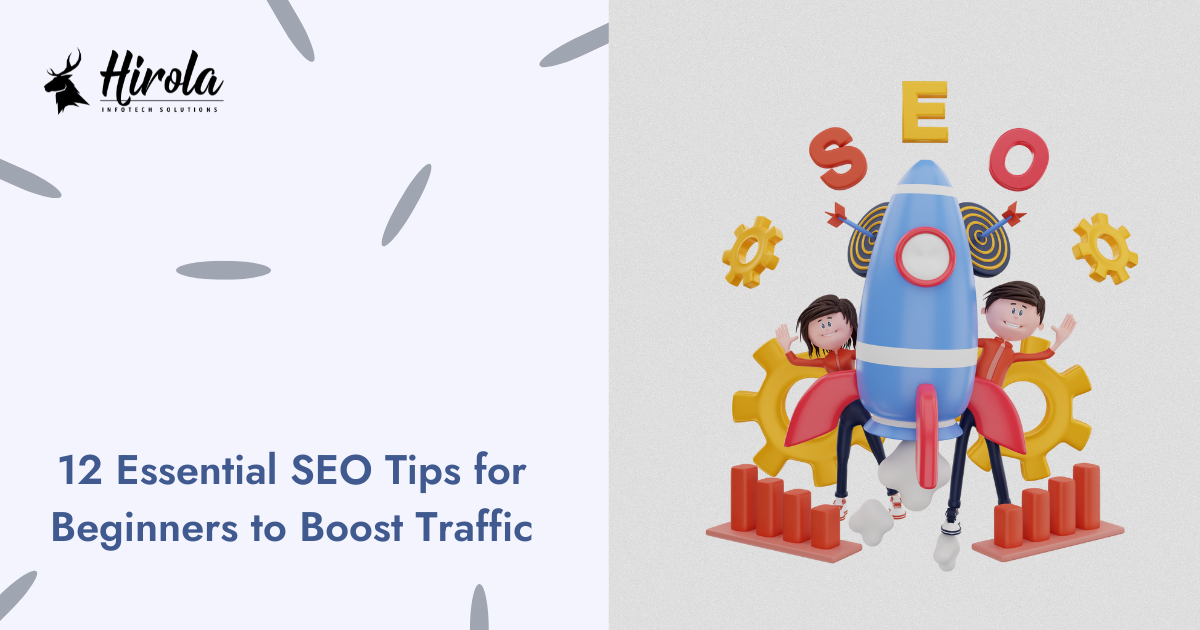 Hirola
INFOTECH SOLUTIONS
12 Essential SEO Tips for
Beginners to Boost Traffic
SEO